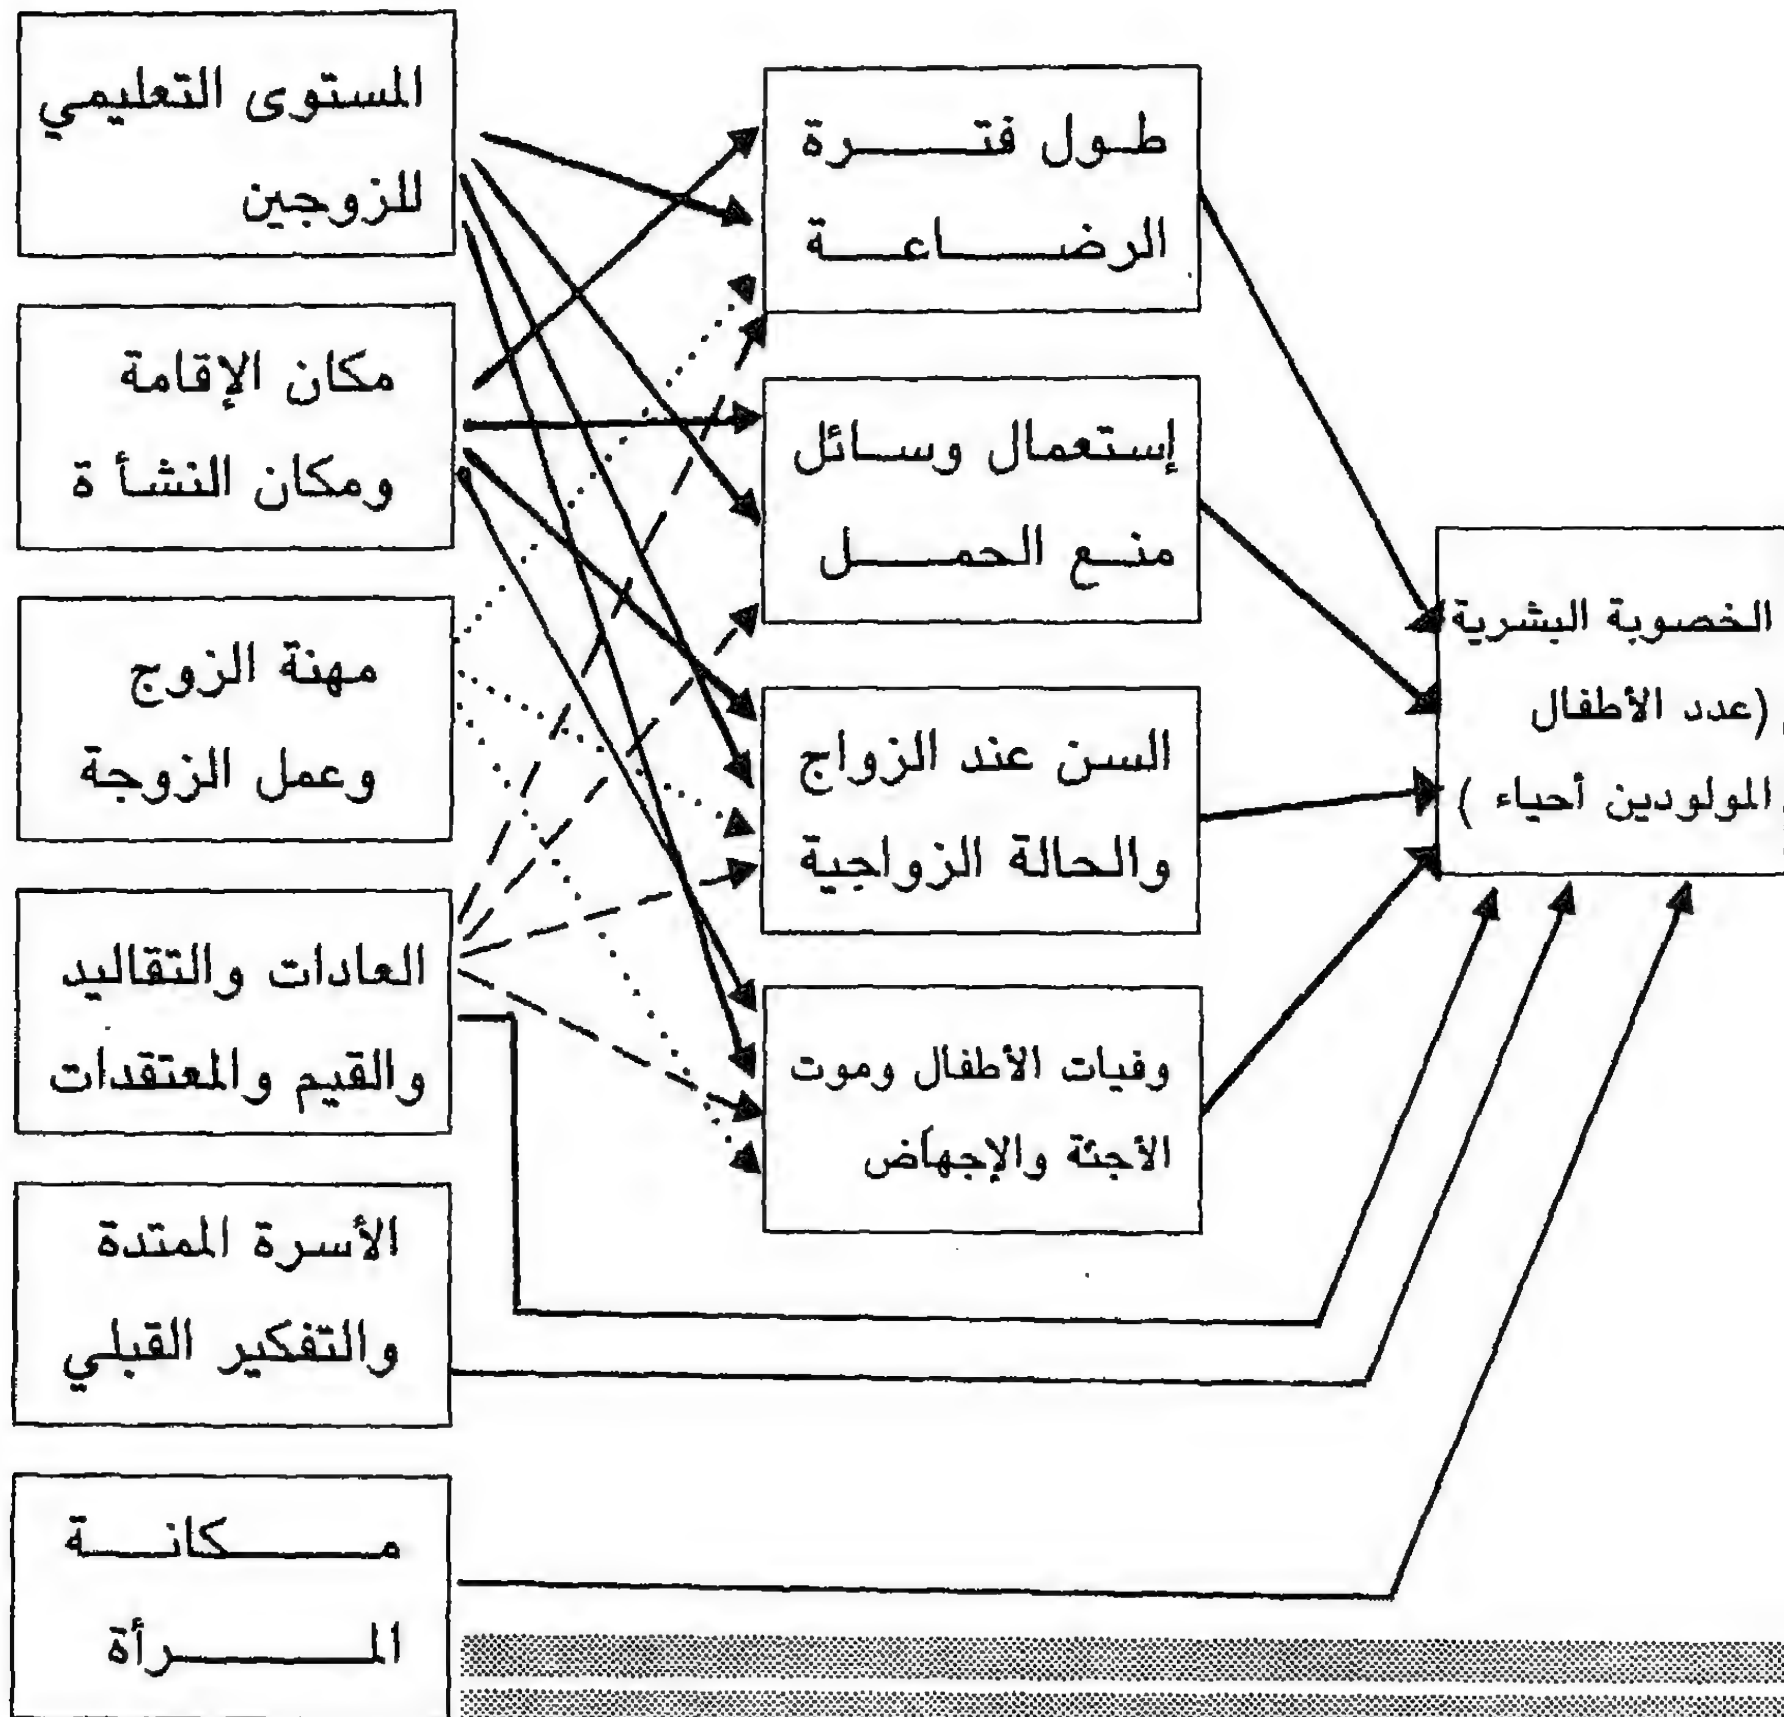 المستوى التعليمي
للزوجين
مكان الإقامة
ومكان النشأ ة
مهنة الزوج
وعمل الزوجة
العادات والتقاليد
والقيم والمعتقدات
الأسرة الممتدة
والتفكير القبلي
مكانة
المرأة
طول فترة
الرضاعة
إستعمال وسائل
منع الحمل
السن عند الزواج
والحالة الزواجية
وفيات الأطفال وموت
الأجنة والإجهاض
الخصوبة البشرية
(عدد الأطفال
المولودين أحياء )